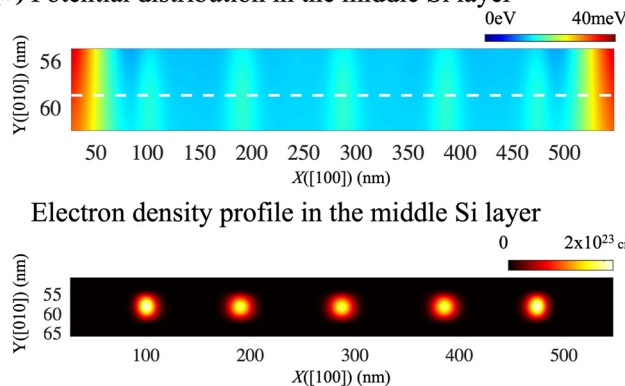 Potential distribution in the middle Si layer
0eV 40meV
Y([010]) (nm)
56
60
50 100 150 200 250 300 350 400 450 500
X([100]) (nm)
Electron density profile in the middle Si layer
0 2x10²³
Y([010]) (nm)
55
60
65
100 200 300 400 500
X([100]) (nm)